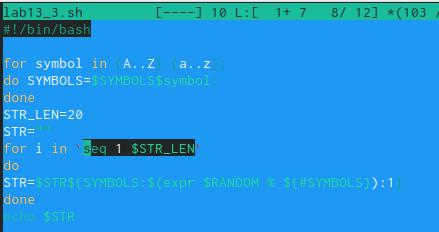 lab13_3.sh [----] 10 L:[ 1+ 7 8/ 12] *(103 /
#!/bin/bash
for symbol in {A..Z} {a..z};
do SYMBOLS=$SYMBOLS$symbol;
done
STR_LEN=20
STR=""
for i in `seq 1 $STR_LEN`
do
STR=$STR${SYMBOLS:$(expr $RANDOM % ${#SYMBOLS}):1}
done
echo $STR